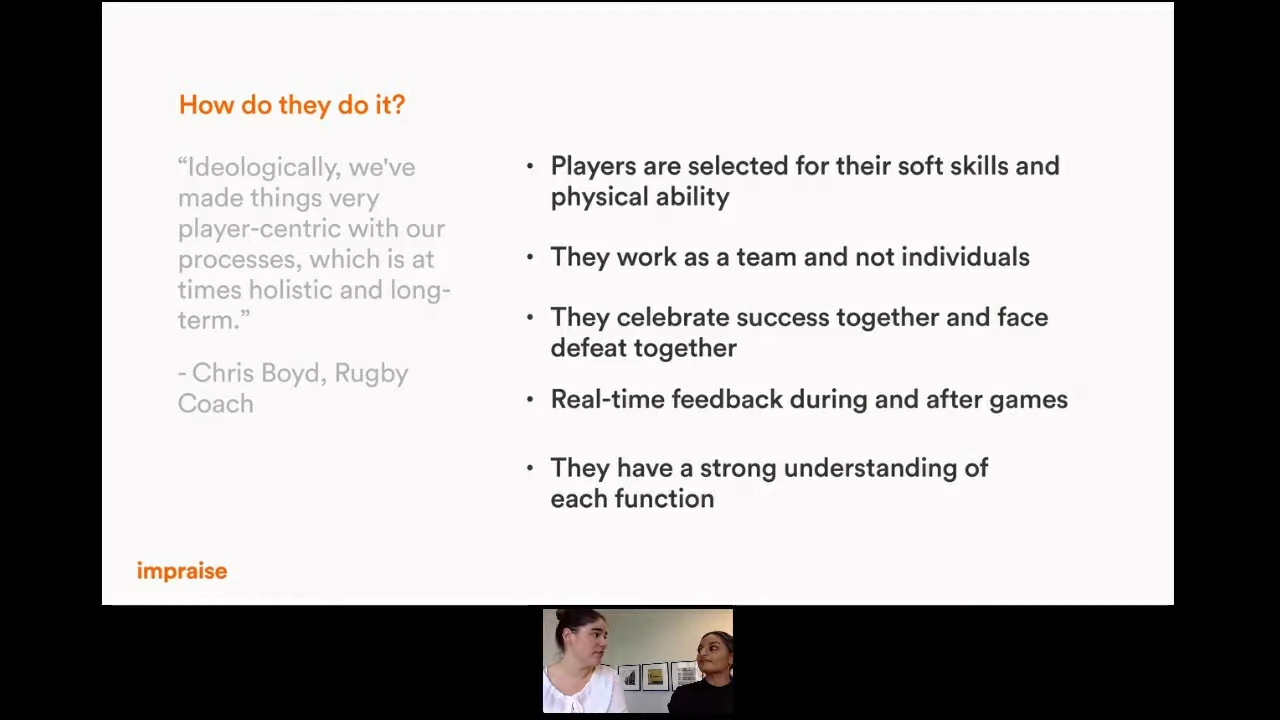 How do they do it?
“Ideologically, we've
made things very
player-centric with our
processes, which is at
times holistic and long-
term.”
- Chris Boyd, Rugby
Coach
• Players are selected for their soft skills and
physical ability
• They work as a team and not individuals
• They celebrate success together and face
defeat together
• Real-time feedback during and after games
• They have a strong understanding of
each function
impraise